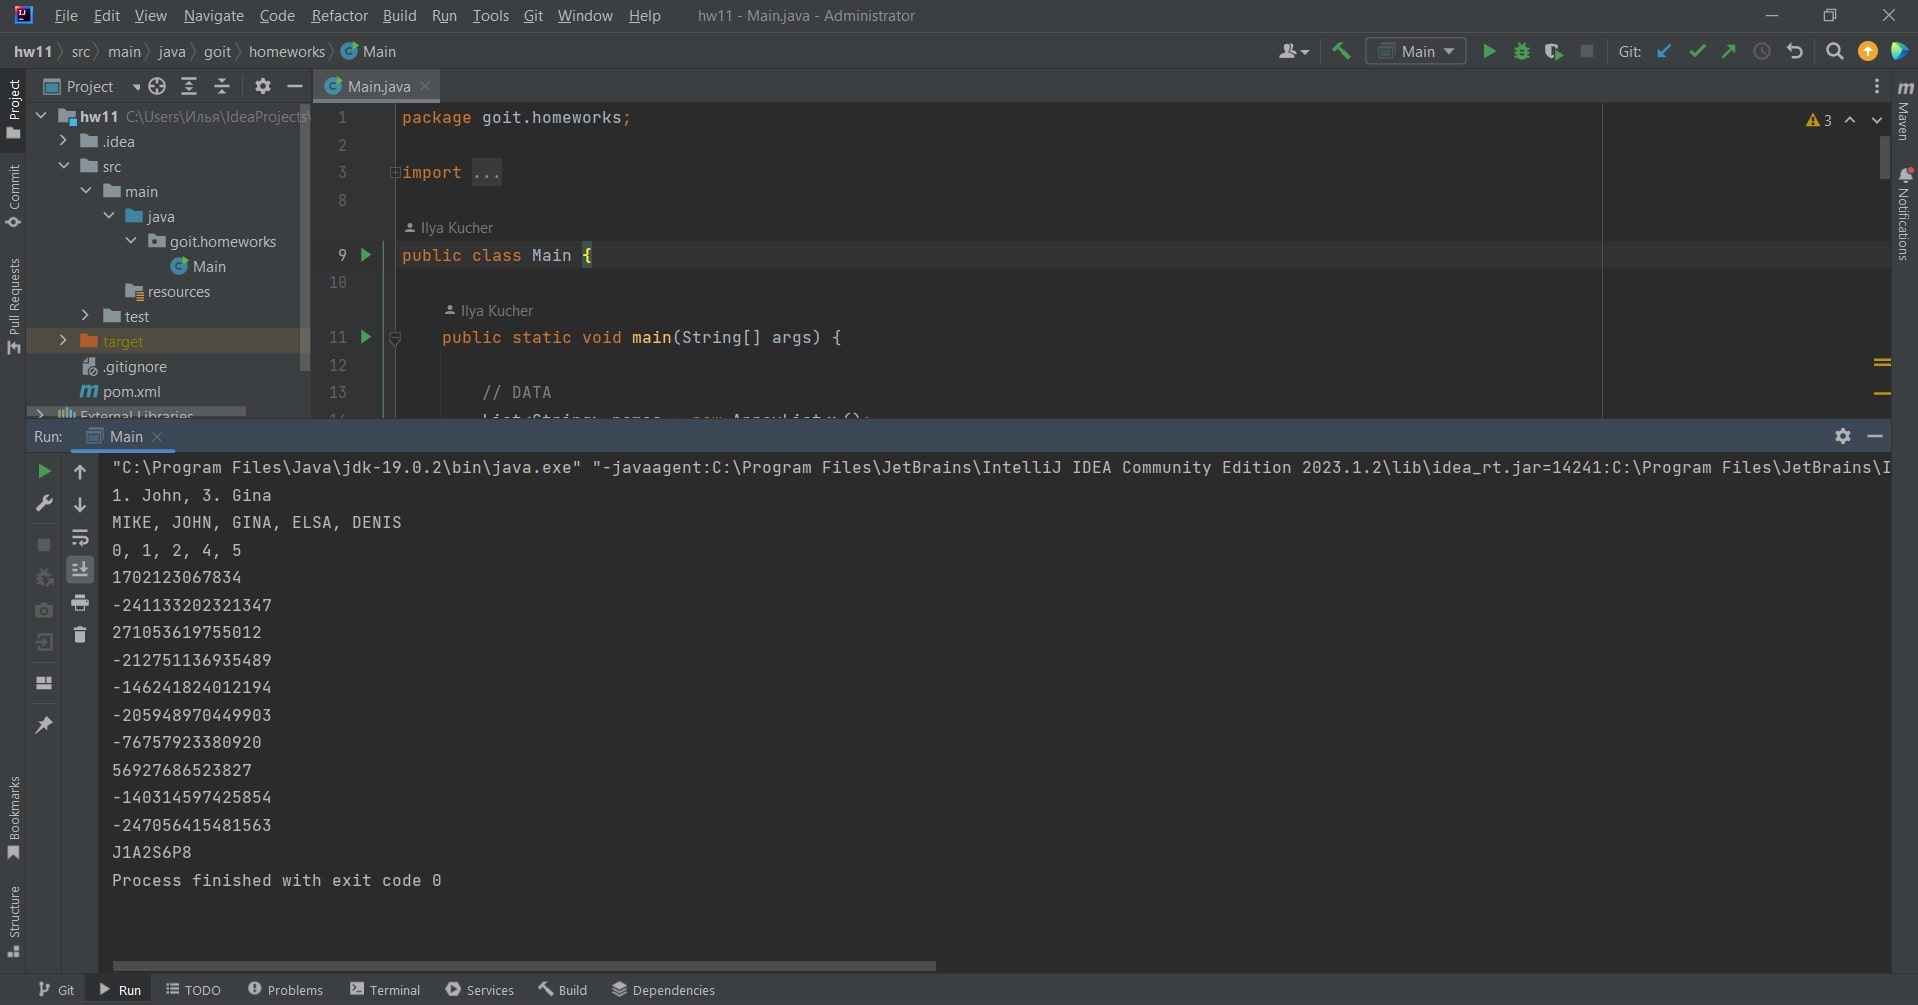 File Edit View Navigate Code Refactor Build Run Tools Git Window Help hw11 - Main.java - Administrator
hw11 src main java goit homeworks Main
Main Git:
Project Main.java
Project
Commit
Pull Requests
Bookmarks
Structure
hw11 C:\Users\Илья\IdeaProjects\
.idea
src
main
java
goit.homeworks
Main
resources
test
target
.gitignore
pom.xml
External Libraries
1 package goit.homeworks;
2
3 import ...
8
Ilya Kucher
9 public class Main {
10
Ilya Kucher
11 public static void main(String[] args) {
12
13 // DATA
14 List<String> names = new ArrayList<>();
3
Maven
Notifications
Run: Main
"C:\Program Files\Java\jdk-19.0.2\bin\java.exe" "-javaagent:C:\Program Files\JetBrains\IntelliJ IDEA Community Edition 2023.1.2\lib\idea_rt.jar=14241:C:\Program Files\JetBrains\I
1. John, 3. Gina
MIKE, JOHN, GINA, ELSA, DENIS
0, 1, 2, 4, 5
1702123067834
-241133202321347
271053619755012
-212751136935489
-146241824012194
-205948970449903
-76757923380920
56927686523827
-140314597425854
-247056415481563
J1A2S6P8
Process finished with exit code 0
Git Run TODO Problems Terminal Services Build Dependencies